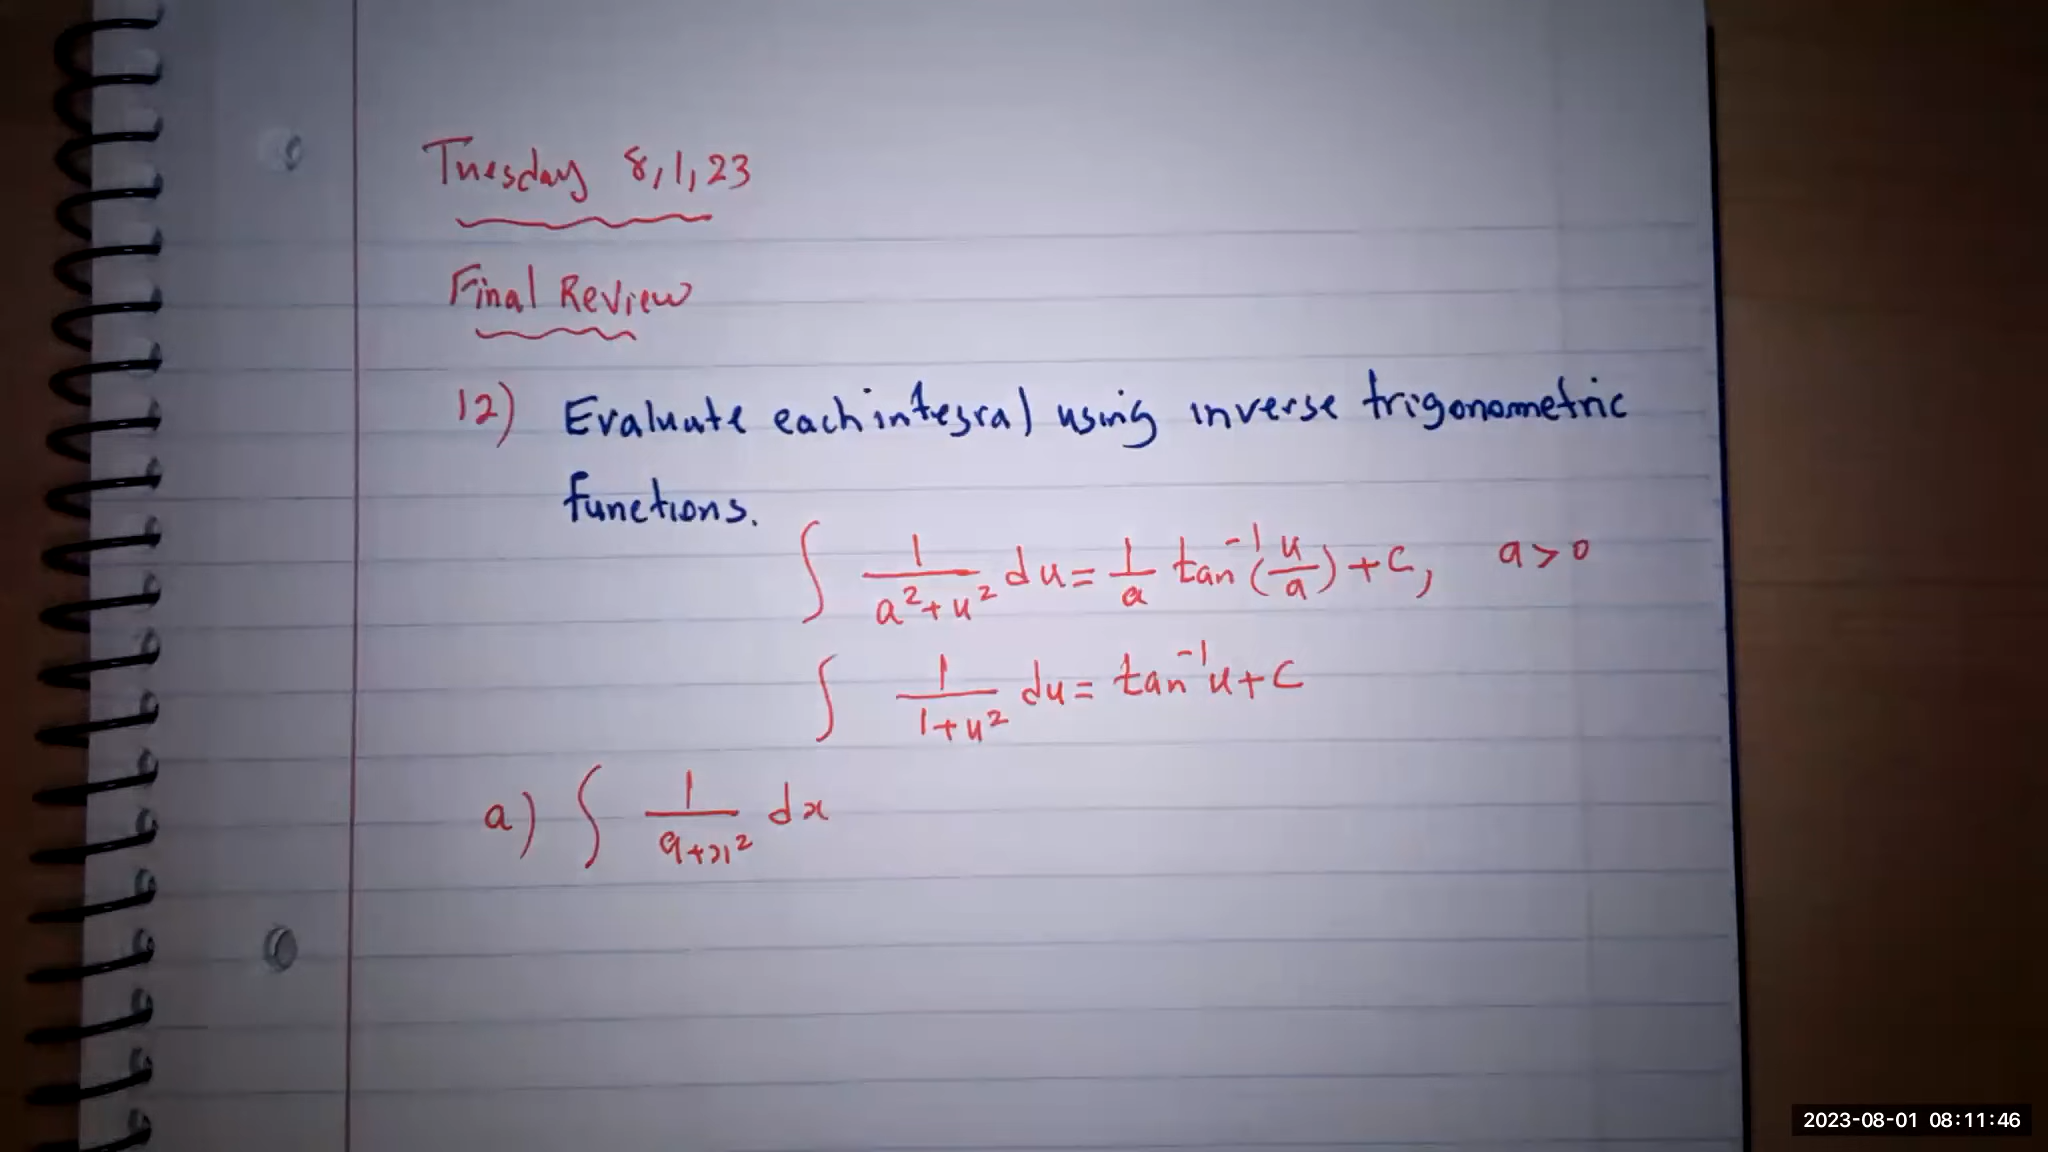 Tuesday 8,1,23
Final Review
12) Evaluate each integral using inverse trigonometric
functions.
∫ 1/(a²+u²) du = 1/a tan⁻¹(u/a) + C, a>0
∫ 1/(1+u²) du = tan⁻¹u + C
a) ∫ 1/(9+x²) dx
2023-08-01 08:11:46